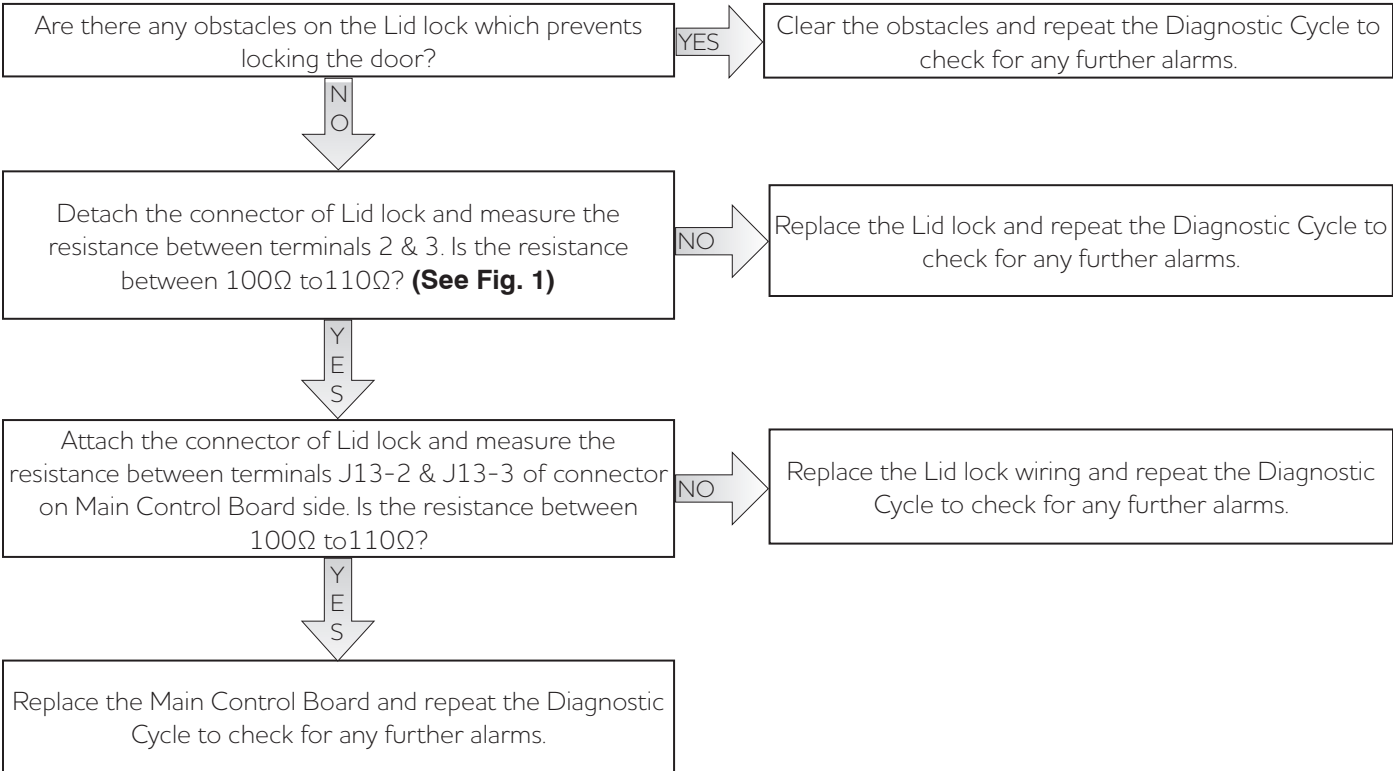 Are there any obstacles on the Lid lock which prevents
locking the door?
YES
Clear the obstacles and repeat the Diagnostic Cycle to
check for any further alarms.
NO
Detach the connector of Lid lock and measure the
resistance between terminals 2 & 3. Is the resistance
between 100Ω to110Ω? (See Fig. 1)
NO
Replace the Lid lock and repeat the Diagnostic Cycle to
check for any further alarms.
YES
Attach the connector of Lid lock and measure the
resistance between terminals J13-2 & J13-3 of connector
on Main Control Board side. Is the resistance between
100Ω to110Ω?
NO
Replace the Lid lock wiring and repeat the Diagnostic
Cycle to check for any further alarms.
YES
Replace the Main Control Board and repeat the Diagnostic
Cycle to check for any further alarms.